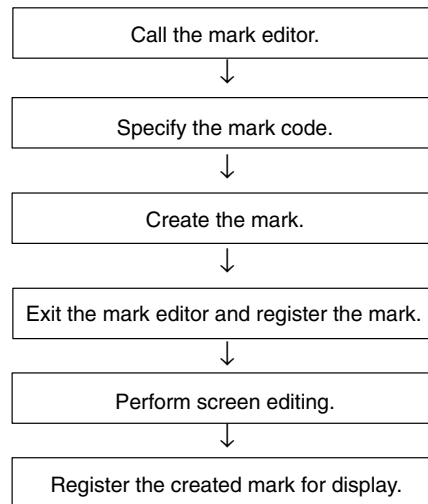 Call the mark editor.
Specify the mark code.
Create the mark.
Exit the mark editor and register the mark.
Perform screen editing.
Register the created mark for display.